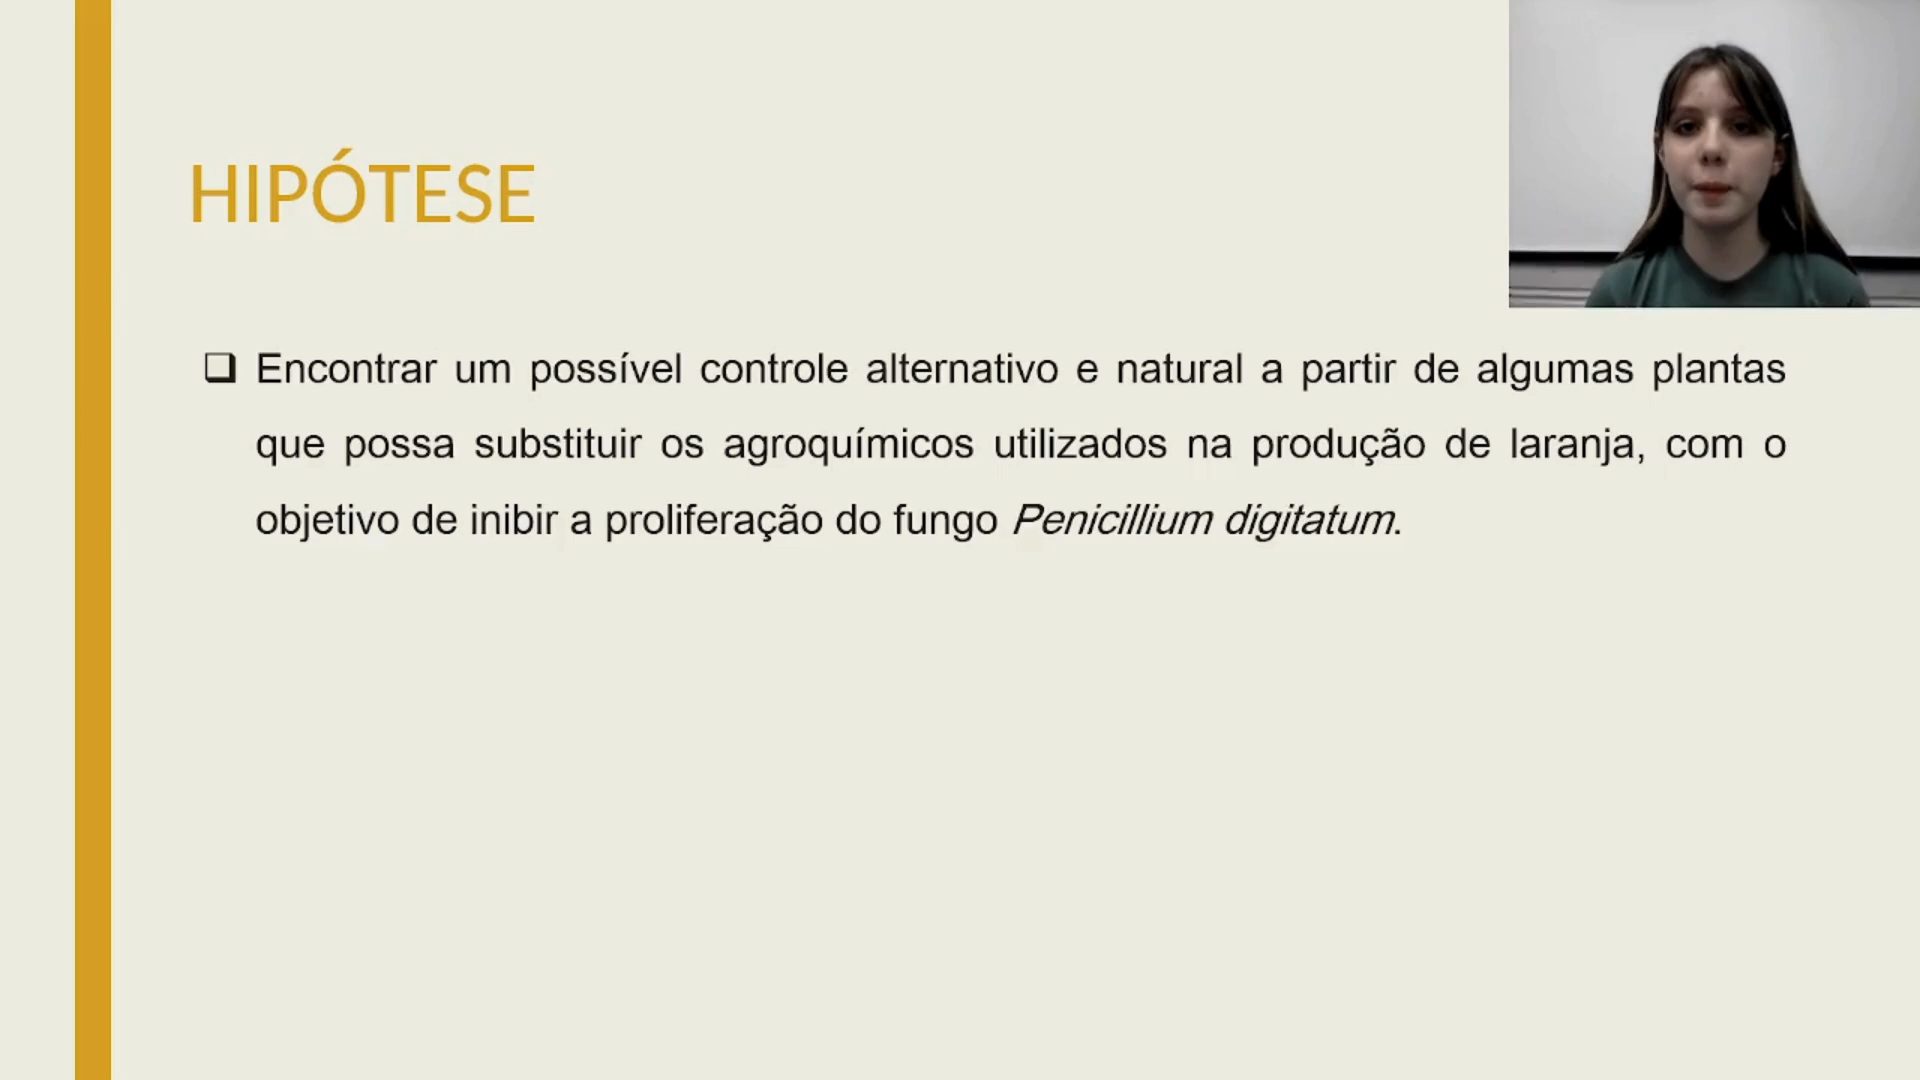 HIPÓTESE
Encontrar um possível controle alternativo e natural a partir de algumas plantas
que possa substituir os agroquímicos utilizados na produção de laranja, com o
objetivo de inibir a proliferação do fungo Penicillium digitatum.